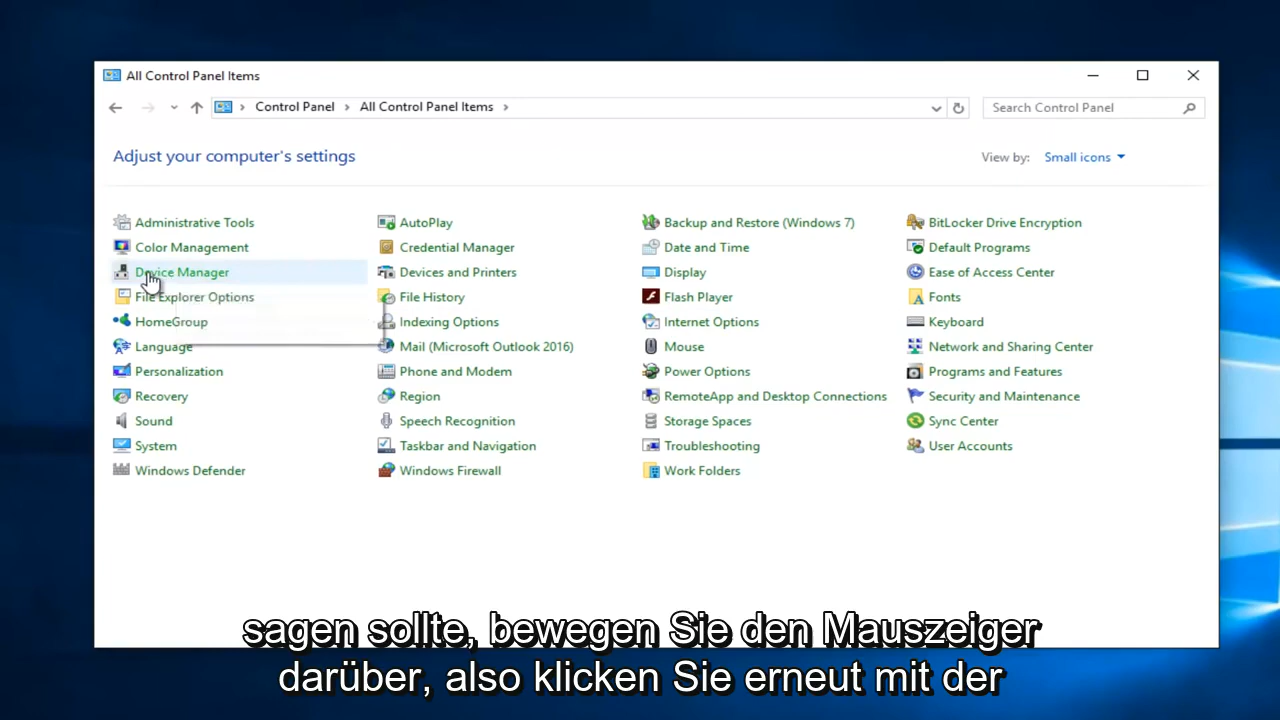 All Control Panel Items
Control Panel > All Control Panel Items >
Search Control Panel
Adjust your computer's settings
View by: Small icons
Administrative Tools
AutoPlay
Backup and Restore (Windows 7)
BitLocker Drive Encryption
Color Management
Credential Manager
Date and Time
Default Programs
Device Manager
Devices and Printers
Display
Ease of Access Center
File Explorer Options
File History
Flash Player
Fonts
HomeGroup
Indexing Options
Internet Options
Keyboard
Language
Mail (Microsoft Outlook 2016)
Mouse
Network and Sharing Center
Personalization
Phone and Modem
Power Options
Programs and Features
Recovery
Region
RemoteApp and Desktop Connections
Security and Maintenance
Sound
Speech Recognition
Storage Spaces
Sync Center
System
Taskbar and Navigation
Troubleshooting
User Accounts
Windows Defender
Windows Firewall
Work Folders
sagen sollte, bewegen Sie den Mauszeiger
darüber, also klicken Sie erneut mit der